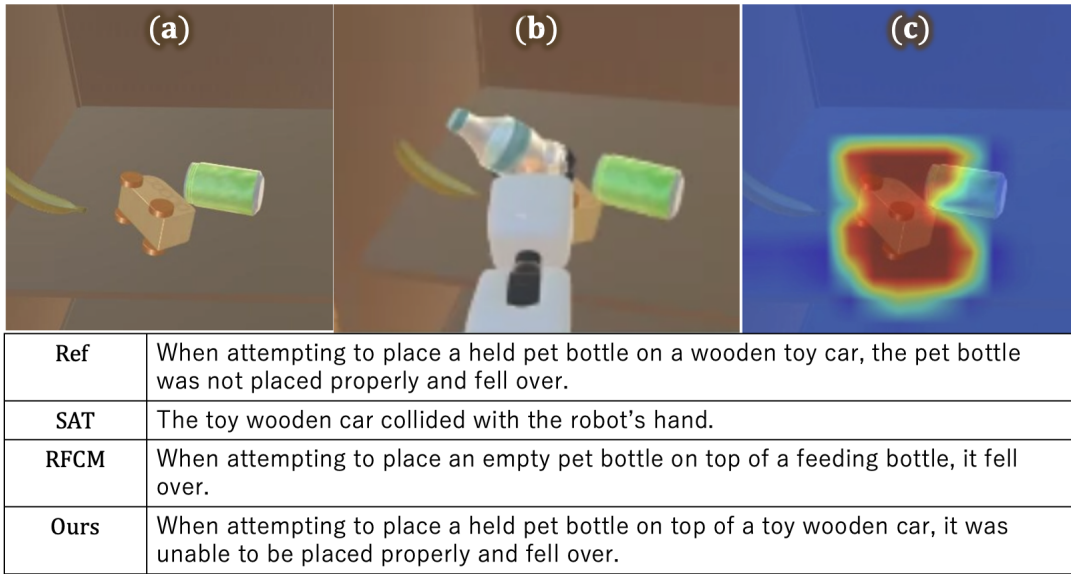 (a)
(b)
(c)
Ref
When attempting to place a held pet bottle on a wooden toy car, the pet bottle
was not placed properly and fell over.
SAT
The toy wooden car collided with the robot's hand.
RFCM
When attempting to place an empty pet bottle on top of a feeding bottle, it fell
over.
Ours
When attempting to place a held pet bottle on top of a toy wooden car, it was
unable to be placed properly and fell over.